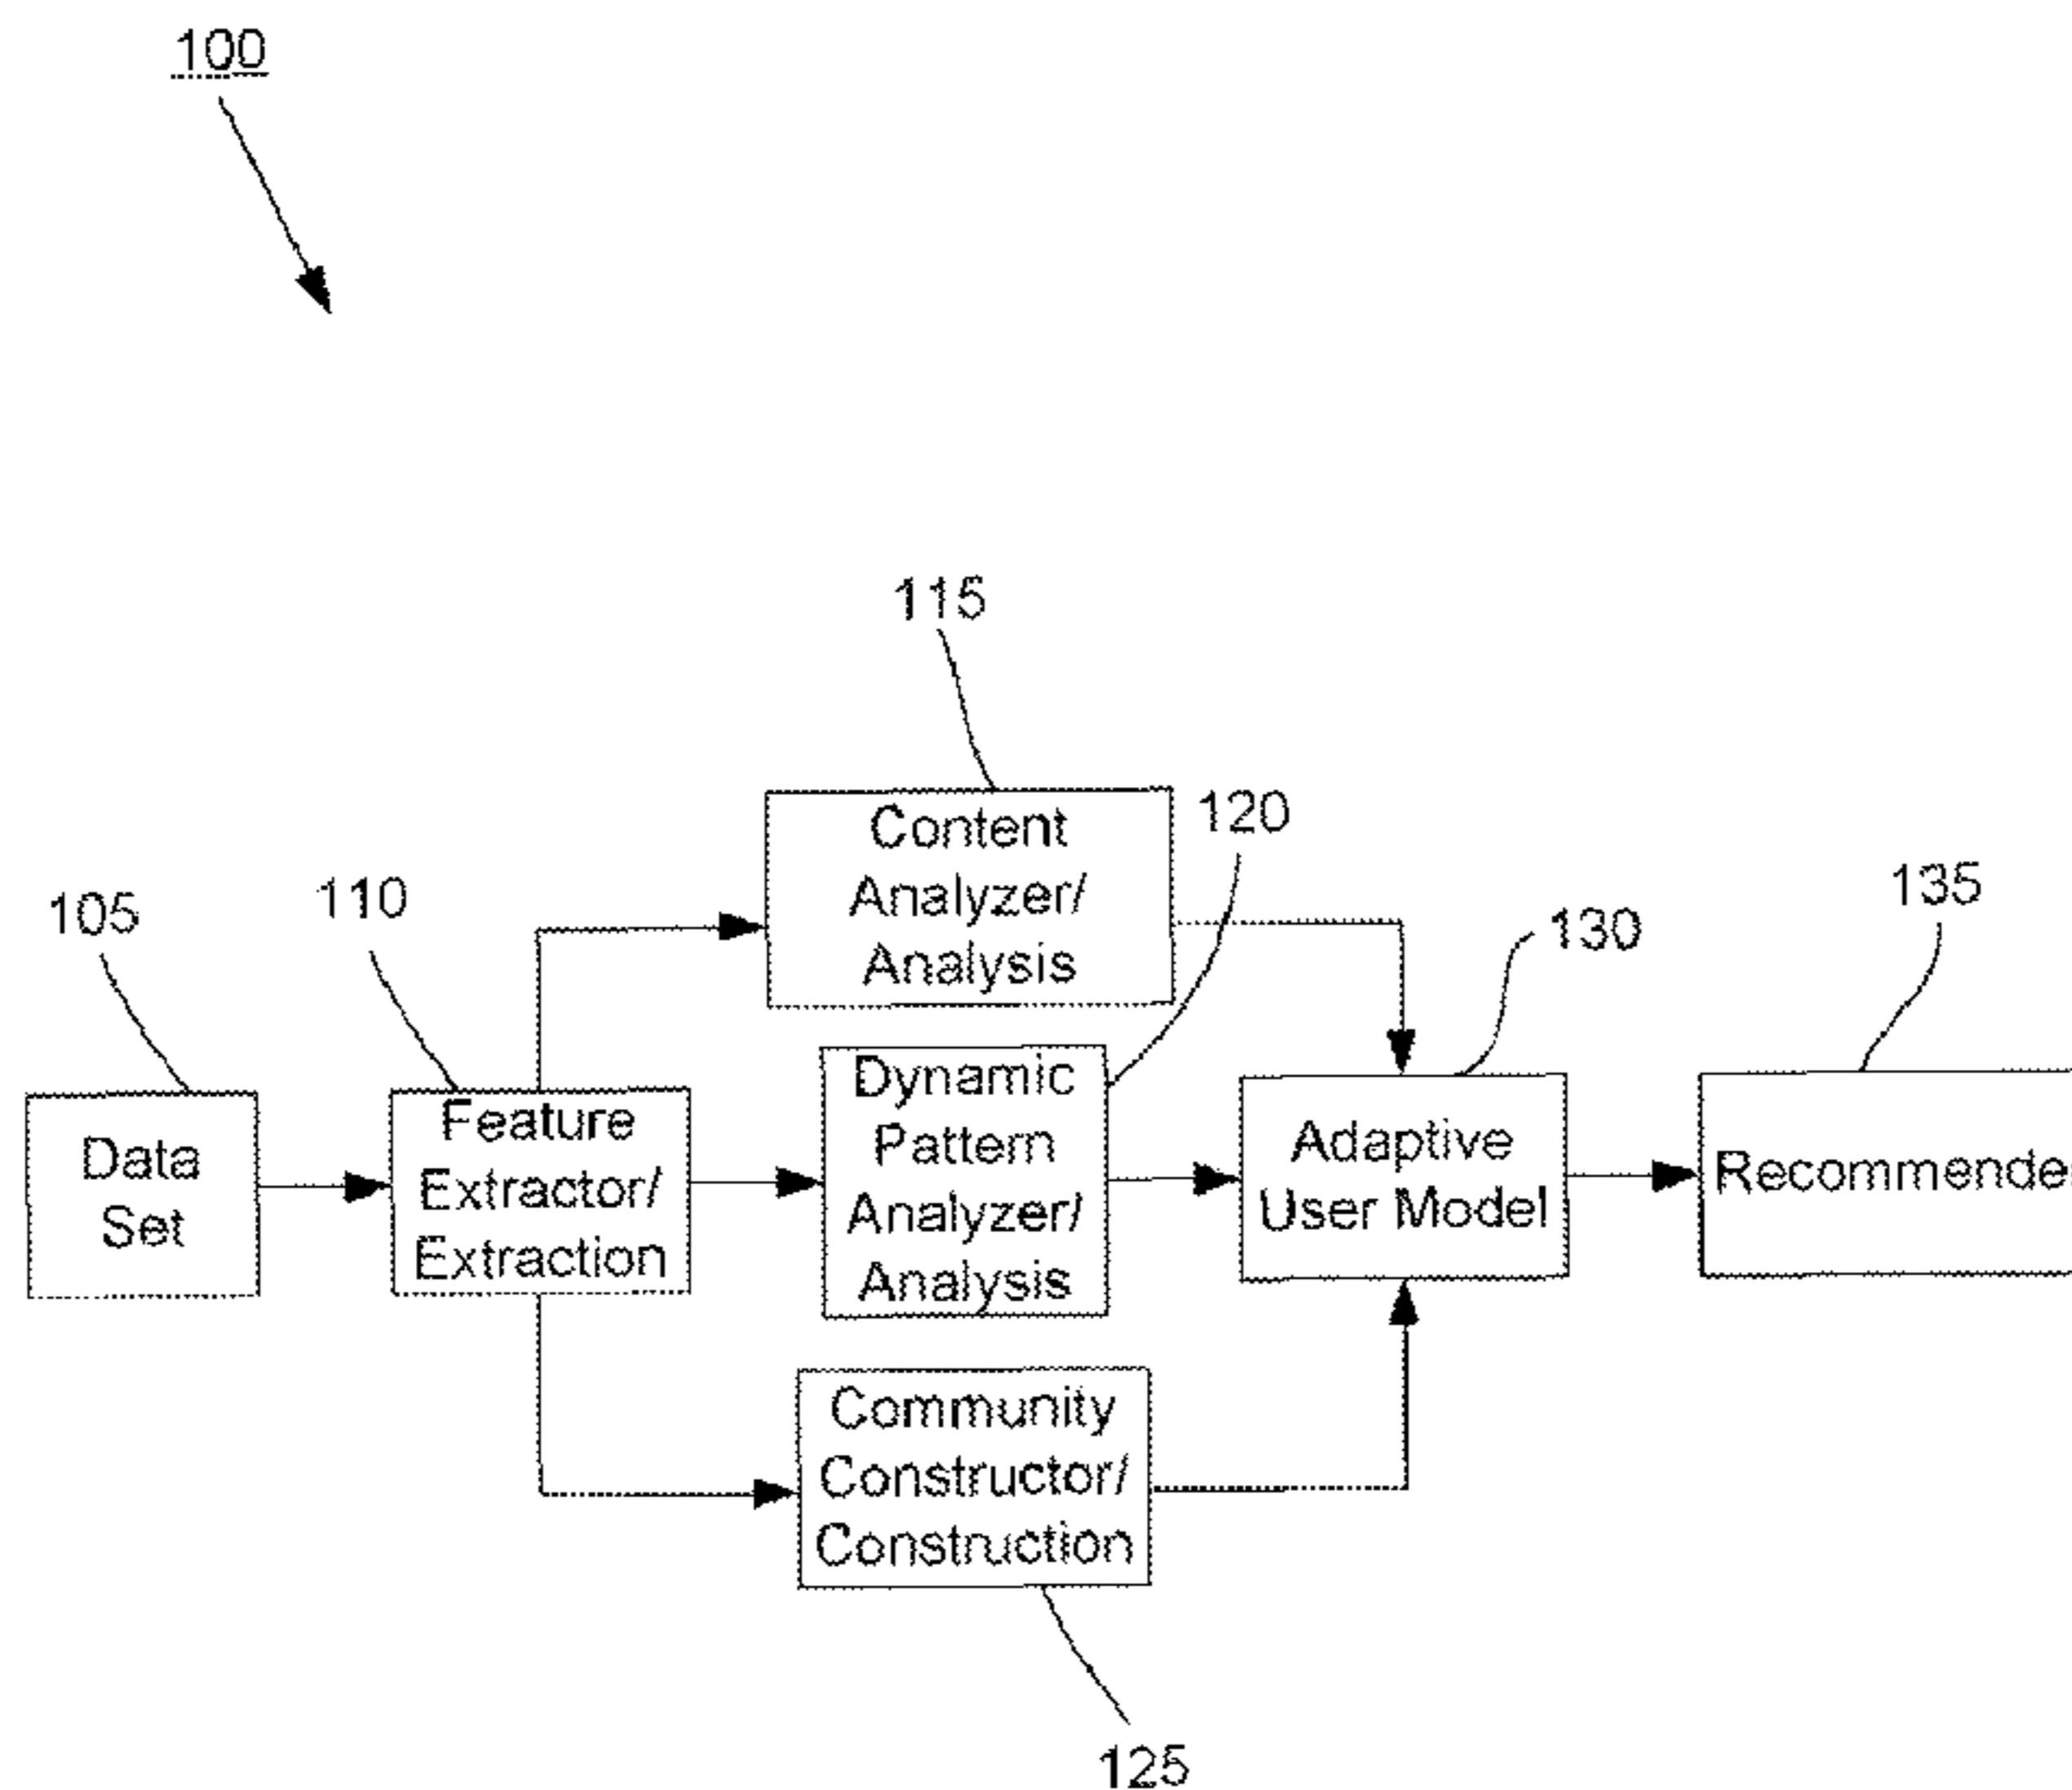 100
115
Content
Analyzer/
Analysis
120
105
110
130
135
Data
Set
Feature
Extractor/
Extraction
Dynamic
Pattern
Analyzer/
Analysis
Adaptive
User Model
Recommende
Community
Constructor/
Construction
125